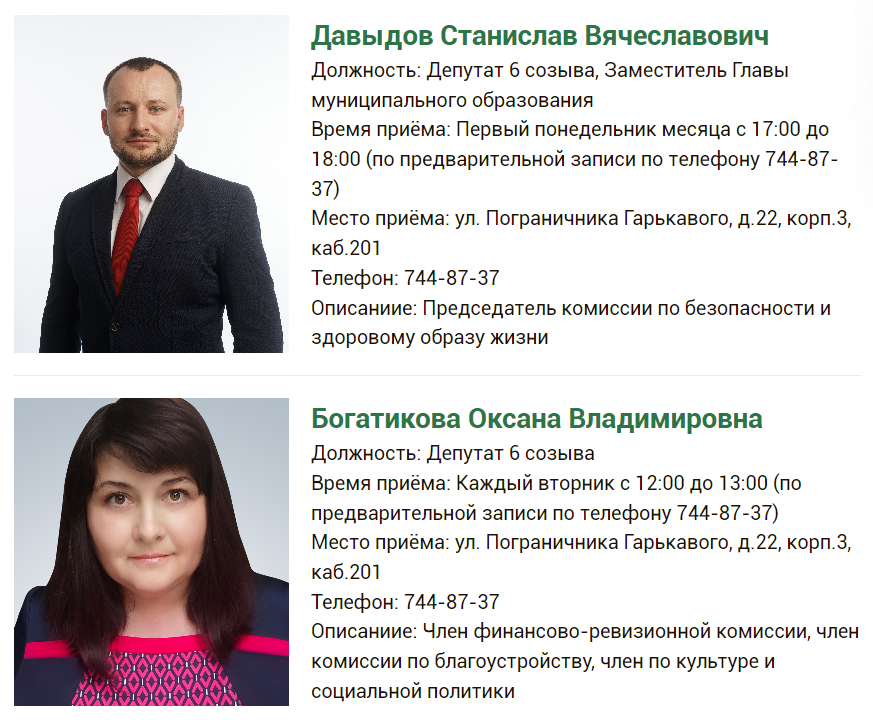 Давыдов Станислав Вячеславович
Должность: Депутат 6 созыва, Заместитель Главы
муниципального образования
Время приёма: Первый понедельник месяца с 17:00 до
18:00 (по предварительной записи по телефону 744-87-
37)
Место приёма: ул. Пограничника Гарькавого, д.22, корп.3,
каб.201
Телефон: 744-87-37
Описаниие: Председатель комиссии по безопасности и
здоровому образу жизни
Богатикова Оксана Владимировна
Должность: Депутат 6 созыва
Время приёма: Каждый вторник с 12:00 до 13:00 (по
предварительной записи по телефону 744-87-37)
Место приёма: ул. Пограничника Гарькавого, д.22, корп.3,
каб.201
Телефон: 744-87-37
Описаниие: Член финансово-ревизионной комиссии, член
комиссии по благоустройству, член по культуре и
социальной политики